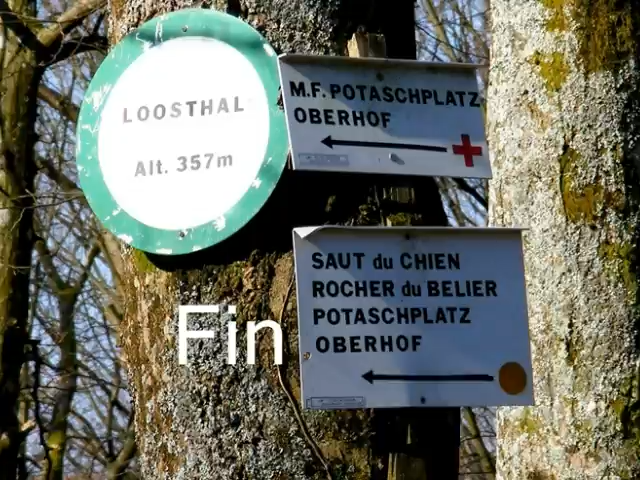 LOOSTHAL
Alt. 357m
M.F. POTASCHPLATZ
OBERHOF
SAUT du CHIEN
ROCHER du BELIER
POTASCHPLATZ
OBERHOF
Fin